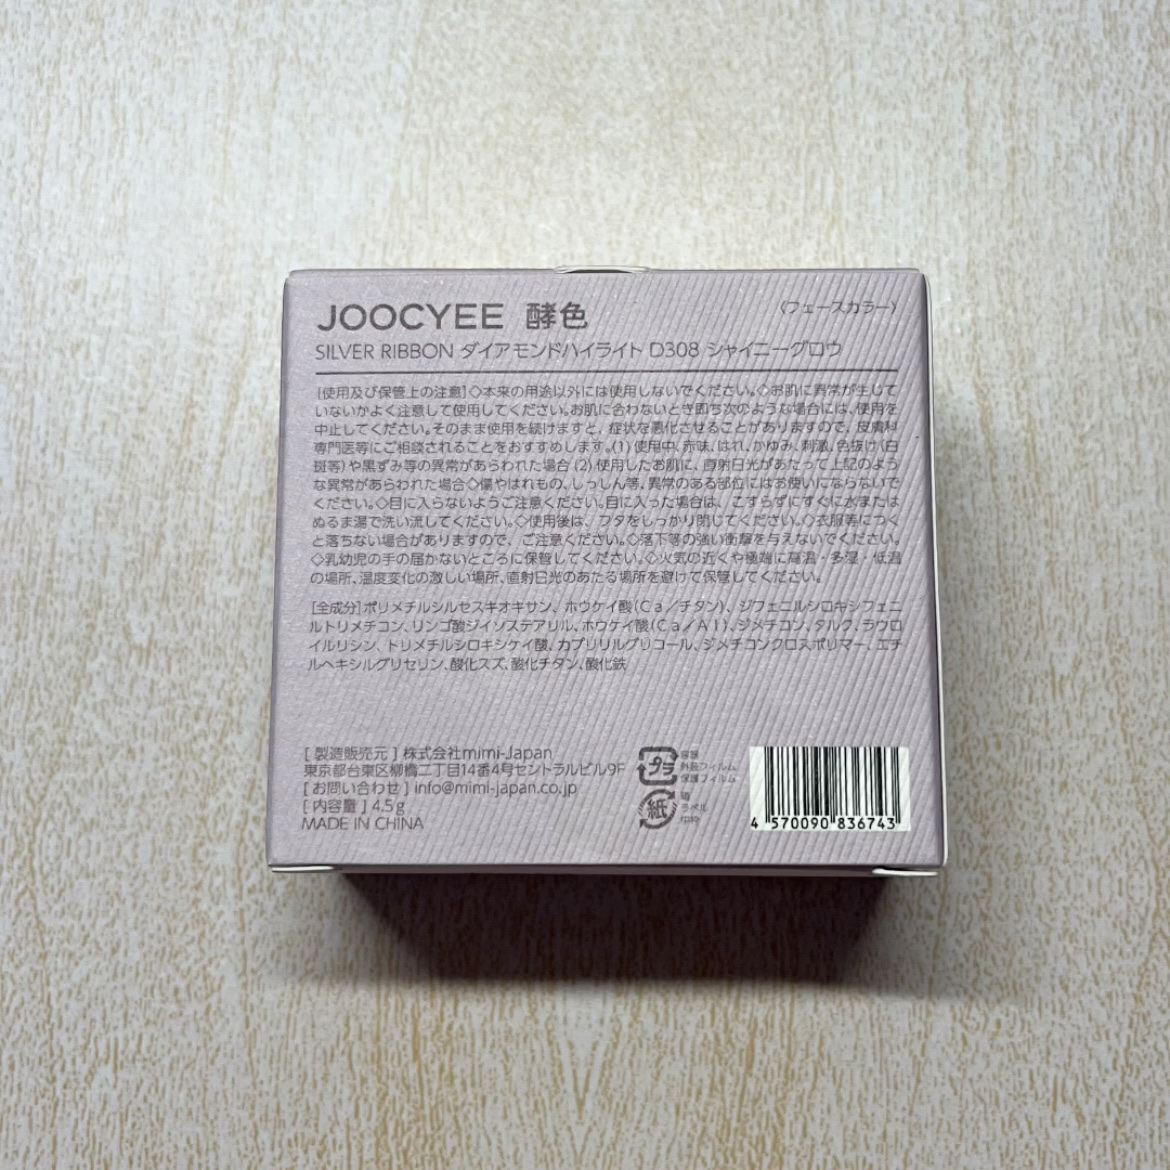 JOOCYEE 酵色
〈フェースカラー〉
SILVER RIBBON ダイアモンドハイライト D308 シャイニーグロウ
[使用及び保管上の注意]◇本来の用途以外には使用しないでください。◇お肌に異常が生じて
いないかよく注意して使用してください。お肌に合わないとき即ち次のような場合には、使用を
中止してください。そのまま使用を続けますと、症状を悪化させることがありますので、皮膚科
専門医等にご相談されることをおすすめします。(1)使用中、赤味、はれ、かゆみ、刺激、色抜け(白
斑等)や黒ずみ等の異常があらわれた場合(2)使用したお肌に、直射日光があたって上記のよう
な異常があらわれた場合◇傷やはれもの、しっしん等、異常のある部位にはお使いにならないで
ください。◇目に入らないようご注意ください。目に入った場合は、こすらずにすぐに水または
ぬるま湯で洗い流してください。◇使用後は、フタをしっかり閉じてください。◇衣服等につく
と落ちない場合がありますので、ご注意ください。◇落下等の強い衝撃を与えないでください。
◇乳幼児の手の届かないところに保管してください。◇火気の近くや極端に高温・多湿・低温
の場所、温度変化の激しい場所、直射日光のあたる場所を避けて保管してください。
[全成分]ポリメチルシルセスキオキサン、ホウケイ酸(Ca/チタン)、ジフェニルシロキシフェニ
ルトリメチコン、リンゴ酸ジイソステアリル、ホウケイ酸(Ca/Al)、ジメチコン、タルク、ラウロ
イルリシン、トリメチルシロキシケイ酸、カプリリルグリコール、ジメチコンクロスポリマー、エチ
ルヘキシルグリセリン、酸化スズ、酸化チタン、酸化鉄
[ 製造販売元 ] 株式会社mimi-Japan
東京都台東区柳橋二丁目14番4号セントラルビル9F
[ お問い合わせ ] info@mimi-japan.co.jp
[ 内容量 ] 4.5g
MADE IN CHINA
プラ
容器
外装フィルム
保護フィルム
紙
箱
ラベル
中枠
4 570090 836743